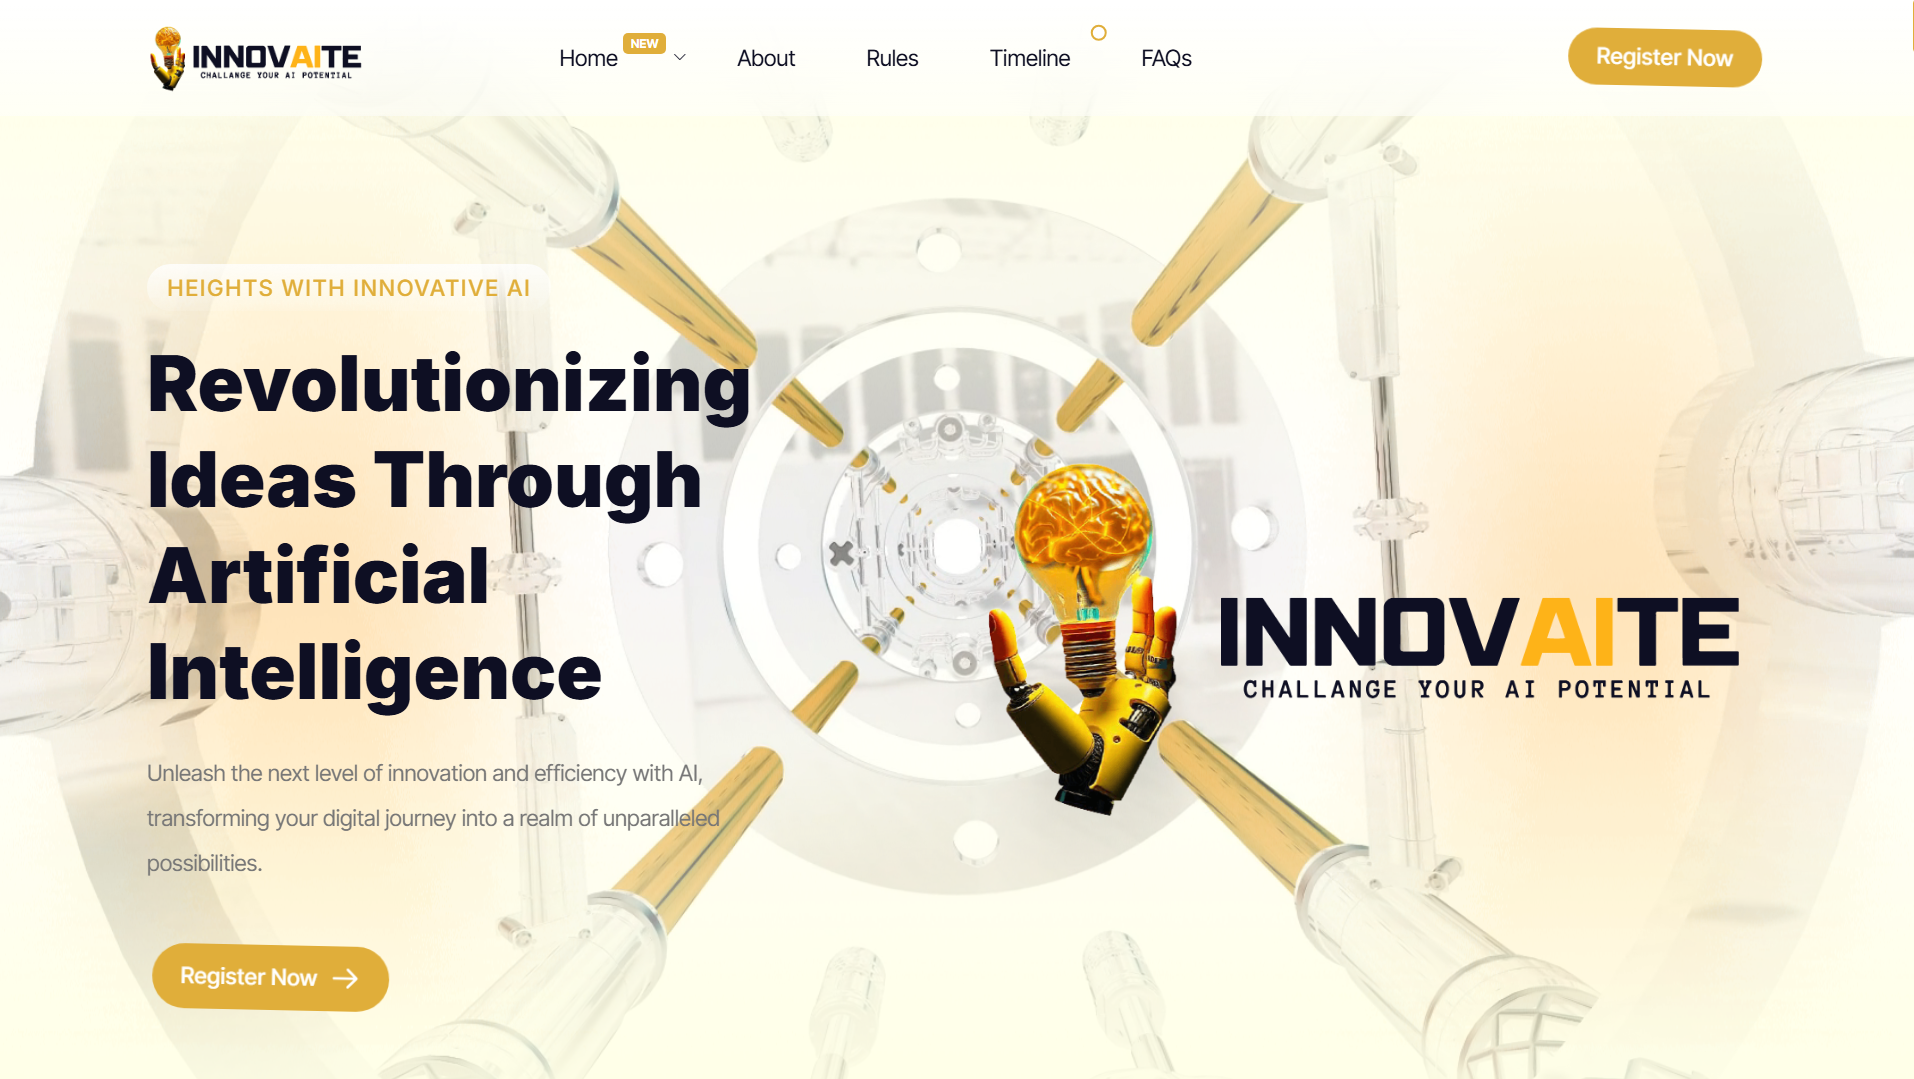 INNOVAITE
CHALLANGE YOUR AI POTENTIAL
Home NEW
About
Rules
Timeline
FAQs
Register Now
HEIGHTS WITH INNOVATIVE AI
Revolutionizing
Ideas Through
Artificial
Intelligence
Unleash the next level of innovation and efficiency with AI,
transforming your digital journey into a realm of unparalleled
possibilities.
Register Now
INNOVAITE
CHALLANGE YOUR AI POTENTIAL